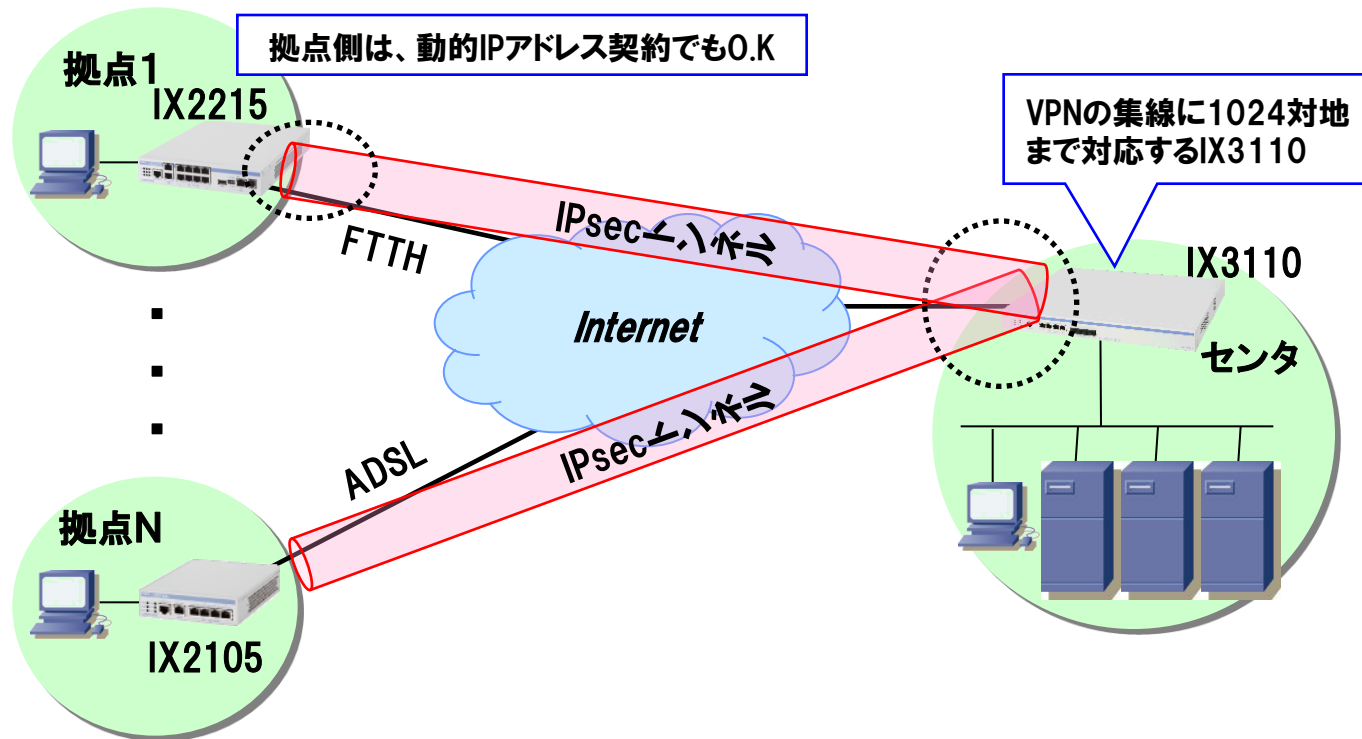 拠点側は、動的IPアドレス契約でもO.K
拠点1
IX2215
VPNの集線に1024対地
まで対応するIX3110
IPsecトンネル
FTTH
IX3110
Internet
センタ
・
・
・
IPsecトンネル
ADSL
拠点N
IX2105